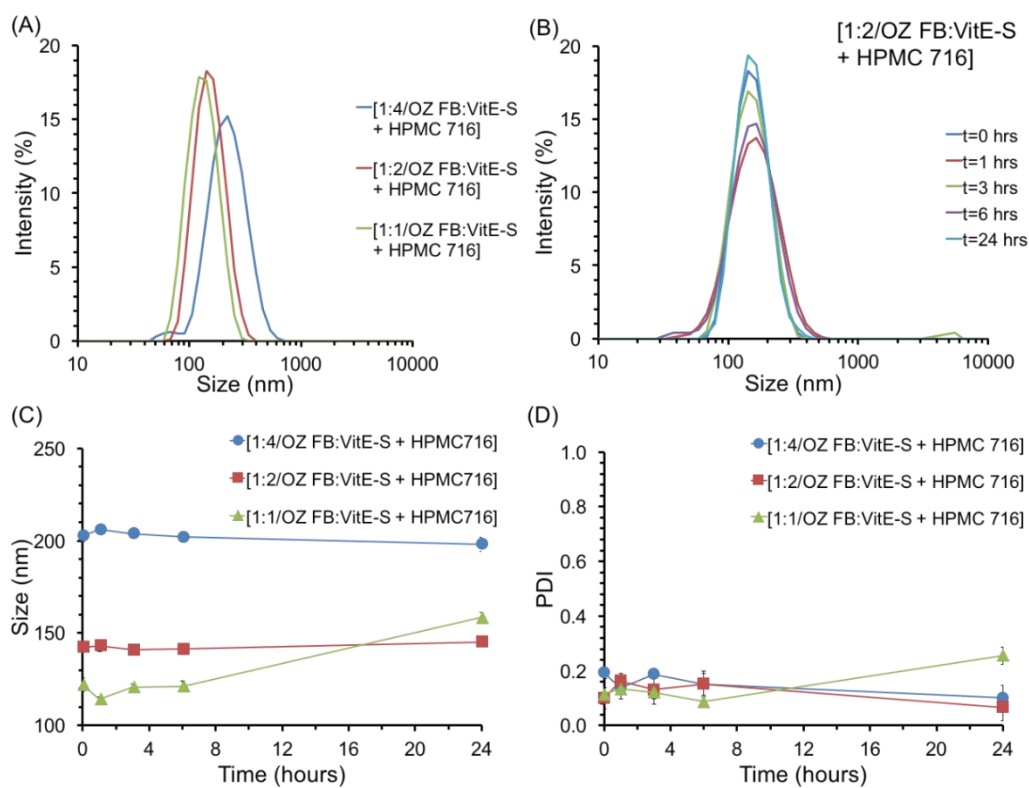 (A)
20
15
10
5
0
Intensity (%)
10
100
1000
10000
Size (nm)
[1:4/OZ FB:VitE-S
+ HPMC 716]
[1:2/OZ FB:VitE-S
+ HPMC 716]
[1:1/OZ FB:VitE-S
+ HPMC 716]
(B)
[1:2/OZ FB:VitE-S
+ HPMC 716]
20
15
10
5
0
Intensity (%)
10
100
1000
10000
Size (nm)
t=0 hrs
t=1 hrs
t=3 hrs
t=6 hrs
t=24 hrs
(C)
[1:4/OZ FB:VitE-S + HPMC716]
[1:2/OZ FB:VitE-S + HPMC716]
[1:1/OZ FB:VitE-S + HPMC716]
250
200
150
100
Size (nm)
0 4 8 12 16 20 24
Time (hours)
(D)
[1:4/OZ FB:VitE-S + HPMC 716]
[1:2/OZ FB:VitE-S + HPMC 716]
[1:1/OZ FB:VitE-S + HPMC 716]
1.0
0.8
0.6
0.4
0.2
0.0
PDI
0 4 8 12 16 20 24
Time (hours)